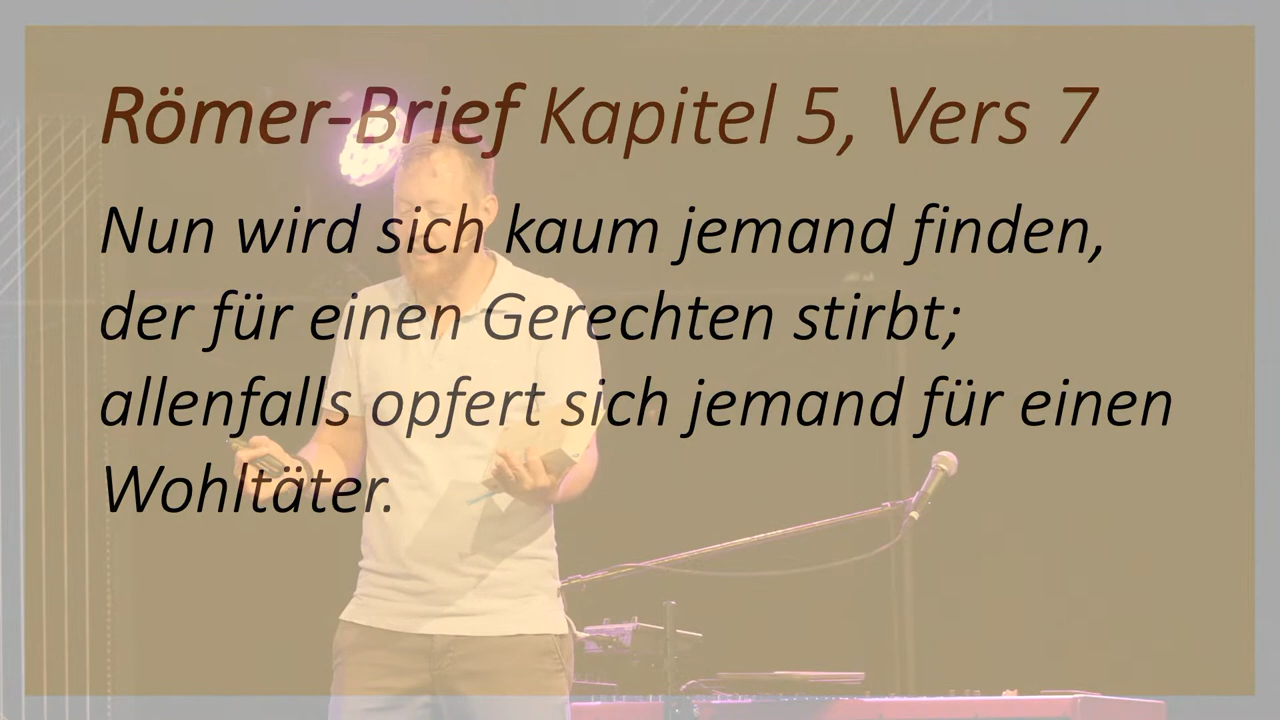 Römer-Brief Kapitel 5, Vers 7
Nun wird sich kaum jemand finden,
der für einen Gerechten stirbt;
allenfalls opfert sich jemand für einen
Wohltäter.